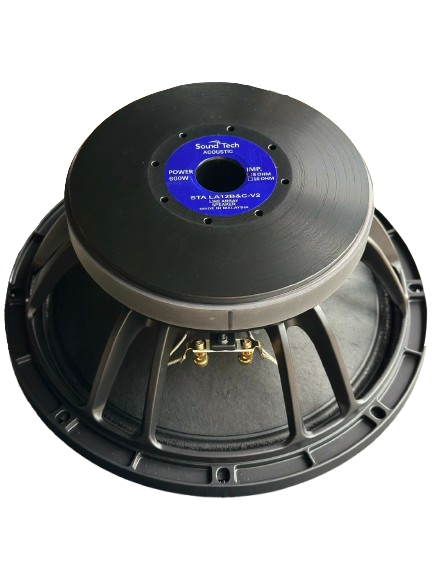 Sound Tech
ACOUSTIC
POWER
600W
IMP.
8 OHM
16 OHM
STA LA12B&C-V2
LINE ARRAY
SPEAKER
MADE IN MALAYSIA